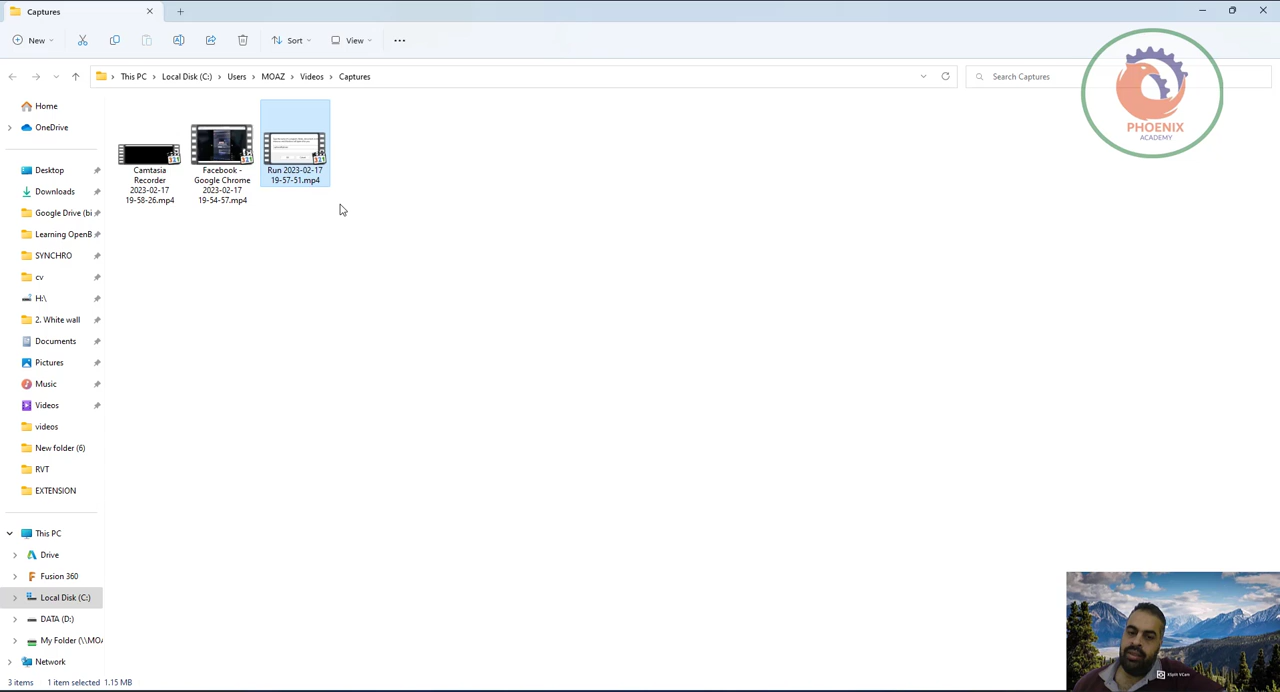 Captures
New
Sort
View
This PC
Local Disk (C:)
Users
MOAZ
Videos
Captures
Search Captures
PHOENIX
ACADEMY
Home
OneDrive
Desktop
Downloads
Google Drive (bi
Learning OpenB
SYNCHRO
cv
H:\
2. White wall
Documents
Pictures
Music
Videos
videos
New folder (6)
RVT
EXTENSION
This PC
Drive
Fusion 360
Local Disk (C:)
DATA (D:)
My Folder (\\MOA
Network
Camtasia
Recorder
2023-02-17
19-58-26.mp4
Facebook -
Google Chrome
2023-02-17
19-54-57.mp4
Run 2023-02-17
19-57-51.mp4
3 items
1 item selected 1.15 MB
XSplit VCam